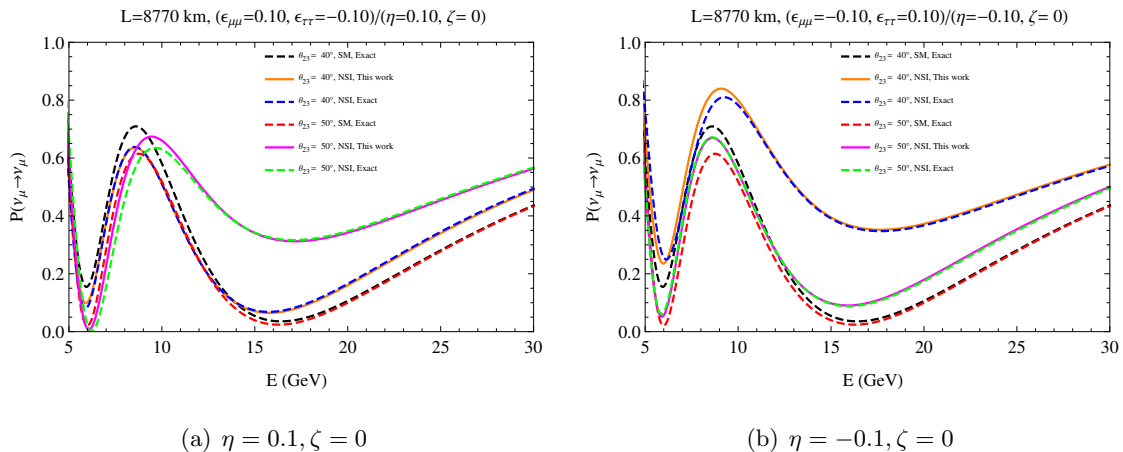 L=8770 km, (ϵμμ=0.10, ϵττ=−0.10)/(η=0.10, ζ= 0)
1.0
0.8
0.6
0.4
0.2
0.0
P(νμ→νμ)
θ23= 40°, SM, Exact
θ23= 40°, NSI, This work
θ23= 40°, NSI, Exact
θ23= 50°, SM, Exact
θ23= 50°, NSI, This work
θ23= 50°, NSI, Exact
5 10 15 20 25 30
E (GeV)
(a) η = 0.1, ζ = 0
L=8770 km, (ϵμμ=−0.10, ϵττ=0.10)/(η=−0.10, ζ= 0)
1.0
0.8
0.6
0.4
0.2
0.0
P(νμ→νμ)
θ23= 40°, SM, Exact
θ23= 40°, NSI, This work
θ23= 40°, NSI, Exact
θ23= 50°, SM, Exact
θ23= 50°, NSI, This work
θ23= 50°, NSI, Exact
5 10 15 20 25 30
E (GeV)
(b) η = −0.1, ζ = 0